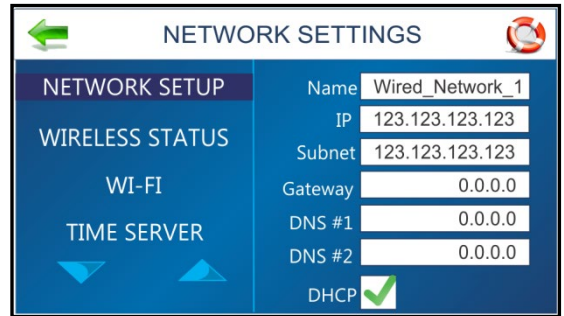 NETWORK SETTINGS
NETWORK SETUP
WIRELESS STATUS
WI-FI
TIME SERVER
Name Wired_Network_1
IP 123.123.123.123
Subnet 123.123.123.123
Gateway 0.0.0.0
DNS #1 0.0.0.0
DNS #2 0.0.0.0
DHCP